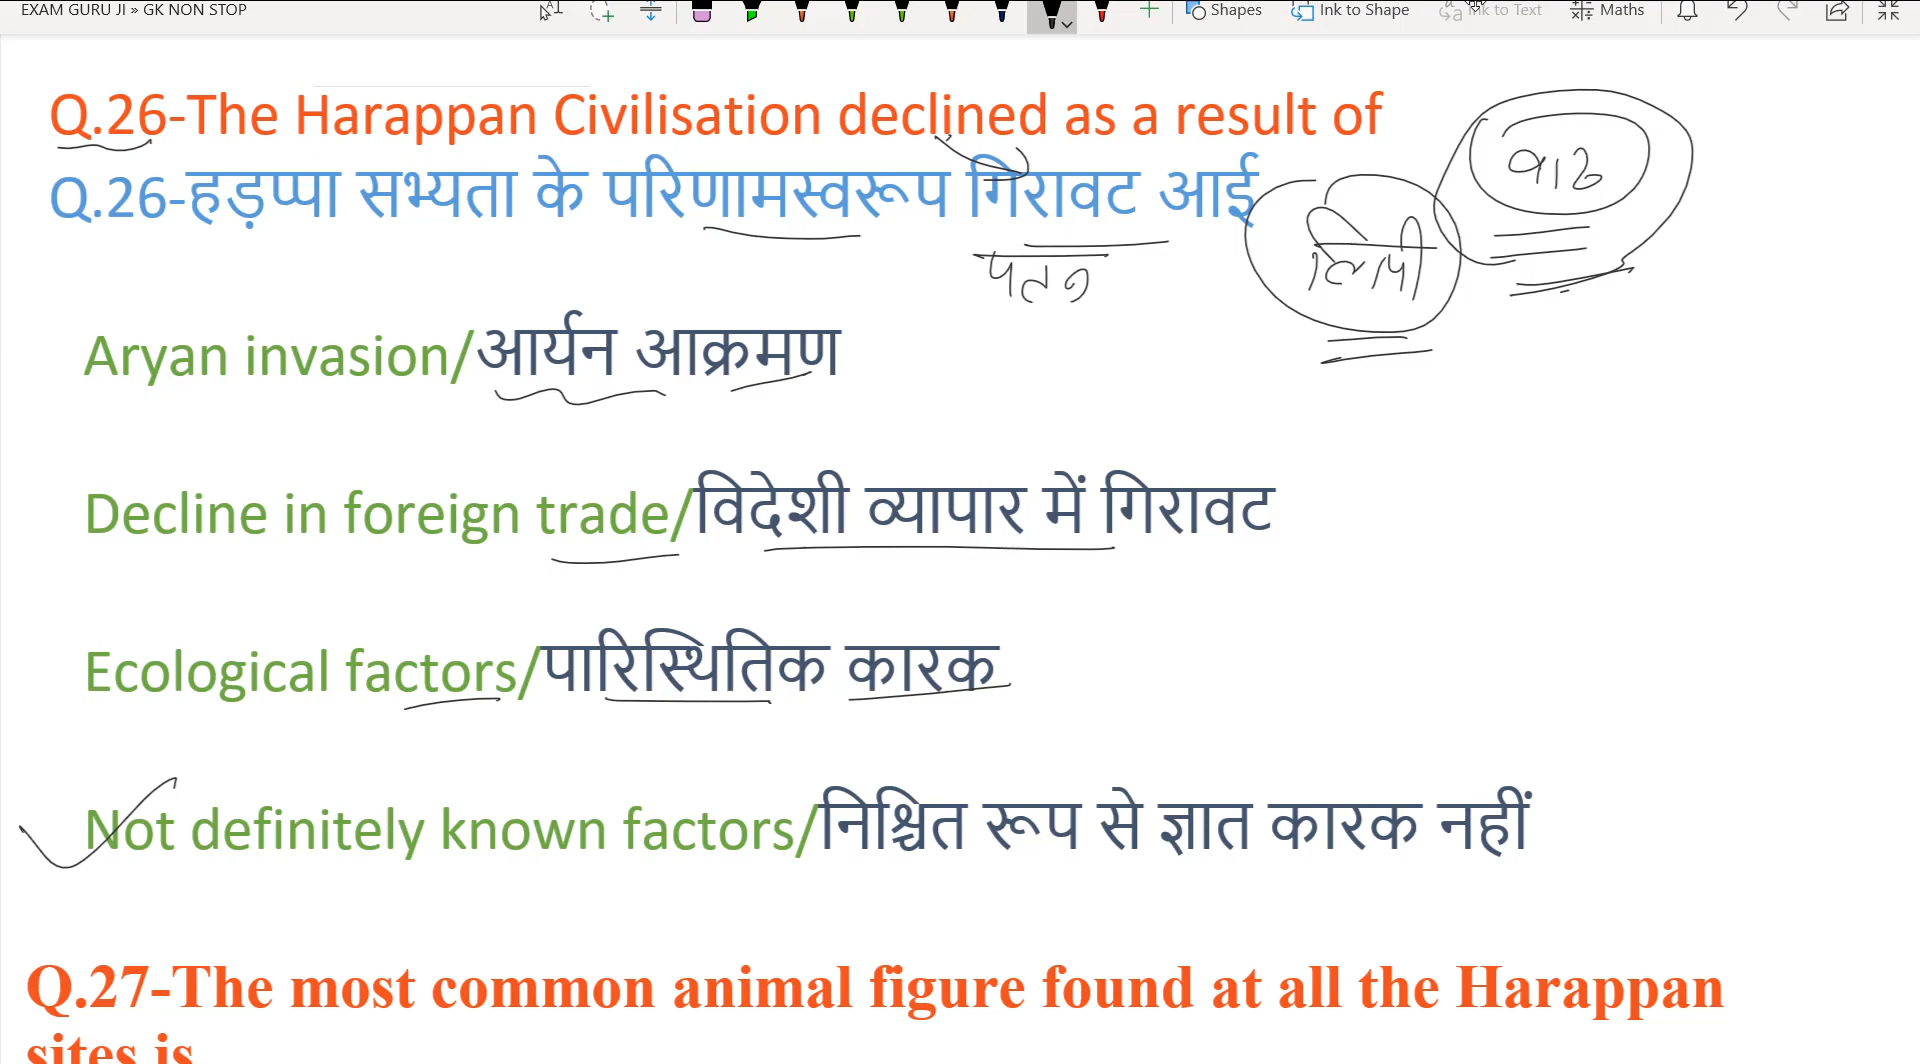 EXAM GURU JI » GK NON STOP
Shapes
Ink to Shape
Ink to Text
Maths
Q.26-The Harappan Civilisation declined as a result of
बाढ
Q.26-हड़प्पा सभ्यता के परिणामस्वरूप गिरावट आई
लिपी
पतन
Aryan invasion/आर्यन आक्रमण
Decline in foreign trade/विदेशी व्यापार में गिरावट
Ecological factors/पारिस्थितिक कारक
Not definitely known factors/निश्चित रूप से ज्ञात कारक नहीं
Q.27-The most common animal figure found at all the Harappan
sites is